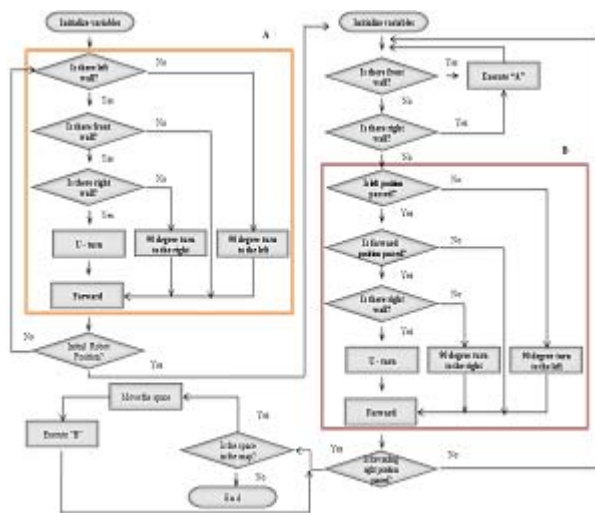 Initialize variables
A
Is there left
wall?
No
Yes
Is there front
wall?
No
Yes
Is there right
wall?
No
Yes
U - turn
90 degree turn
to the right
90 degree turn
to the left
Forward
No
Initial Robot
Position?
Yes
Move the space
Execute "B"
Yes
Is the space
in the map?
No
End
Initialize variables
Is there front
wall?
Yes
Execute "A"
No
Is there right
wall?
Yes
No
B
Is left position
passed?
No
Yes
Is forward
position passed?
No
Yes
Is there right
wall?
No
Yes
U - turn
90 degree turn
to the right
90 degree turn
to the left
Forward
Yes
right position
passed?
No